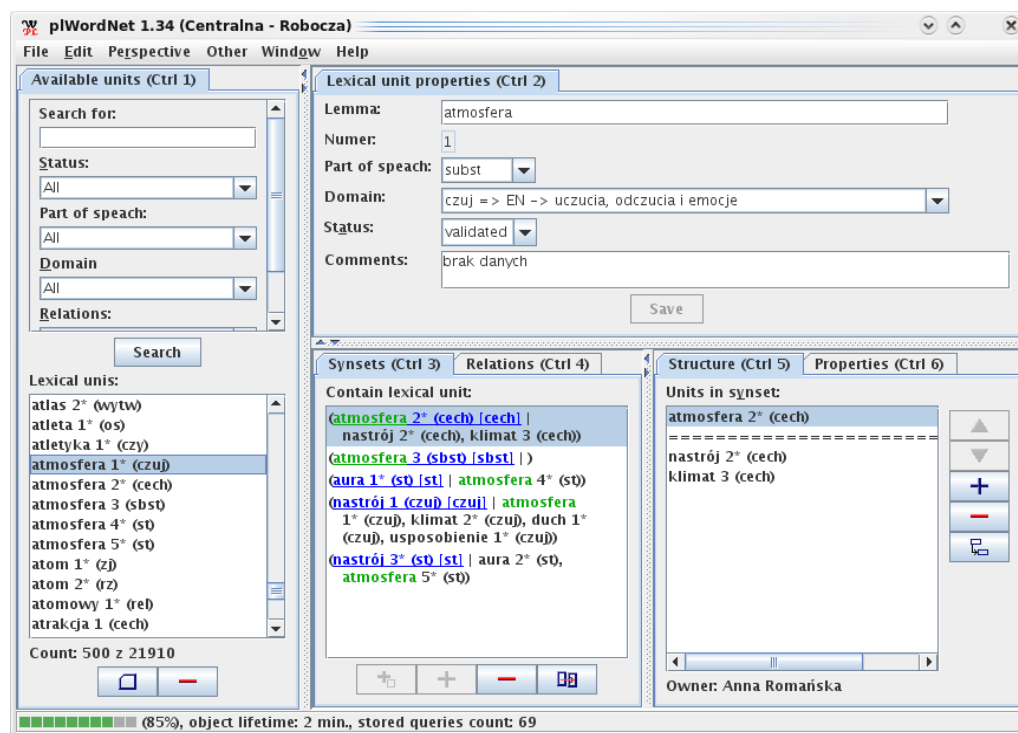 plWordNet 1.34 (Centralna - Robocza)
File Edit Perspective Other Window Help
Available units (Ctrl 1)
Search for:
Status:
All
Part of speach:
All
Domain
All
Relations:
Search
Lexical unis:
atlas 2* (wytw)
atleta 1* (os)
atletyka 1* (czy)
atmosfera 1* (czuj)
atmosfera 2* (cech)
atmosfera 3 (sbst)
atmosfera 4* (st)
atmosfera 5* (st)
atom 1* (zj)
atom 2* (rz)
atomowy 1* (rel)
atrakcja 1 (cech)
Count: 500 z 21910
Lexical unit properties (Ctrl 2)
Lemma: atmosfera
Numer: 1
Part of speach: subst
Domain: czuj => EN -> uczucia, odczucia i emocje
Status: validated
Comments: brak danych
Save
Synsets (Ctrl 3) Relations (Ctrl 4)
Contain lexical unit:
(atmosfera 2* (cech) [cech] |
nastrój 2* (cech), klimat 3 (cech))
(atmosfera 3 (sbst) [sbst] | )
(aura 1* (st) [st] | atmosfera 4* (st))
(nastrój 1 (czuj) [czuj] | atmosfera
1* (czuj), klimat 2* (czuj), duch 1*
(czuj), usposobienie 1* (czuj))
(nastrój 3* (st) [st] | aura 2* (st),
atmosfera 5* (st))
Structure (Ctrl 5) Properties (Ctrl 6)
Units in synset:
atmosfera 2* (cech)
=======================
nastrój 2* (cech)
klimat 3 (cech)
Owner: Anna Romańska
(85%), object lifetime: 2 min., stored queries count: 69